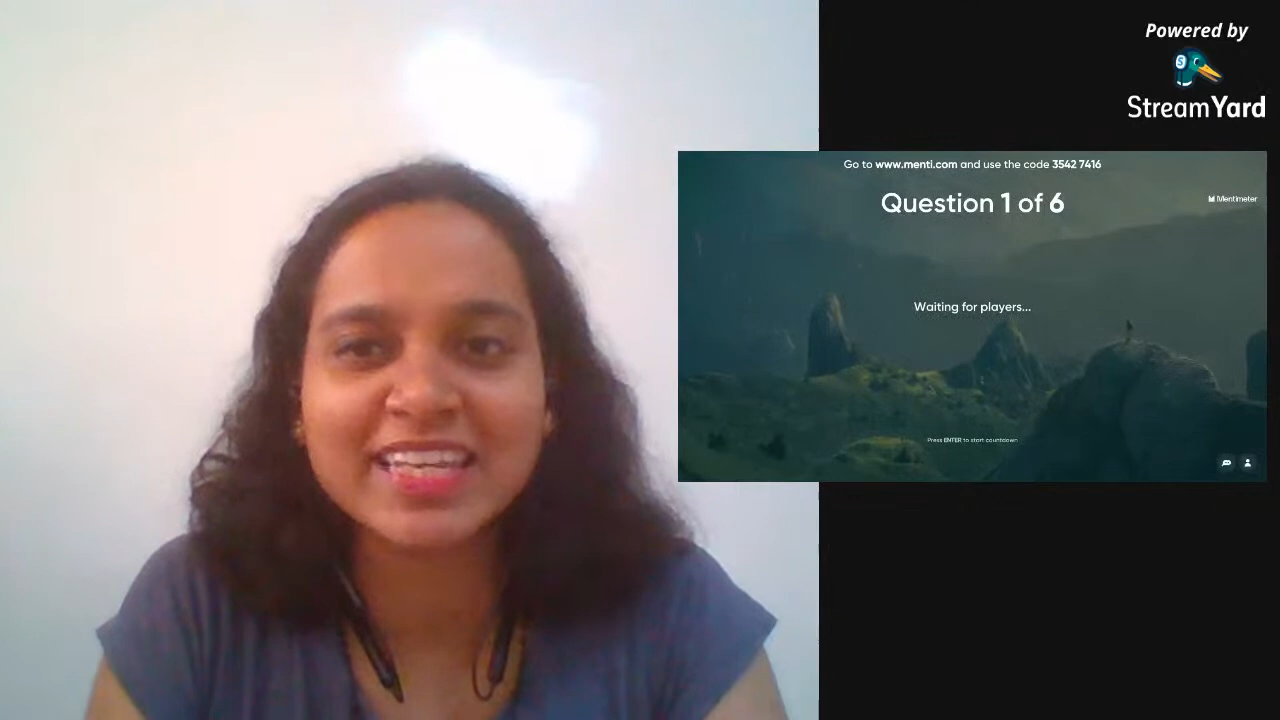 Powered by
StreamYard
Go to www.menti.com and use the code 3542 7416
Question 1 of 6
Mentimeter
Waiting for players...
Press ENTER to start countdown